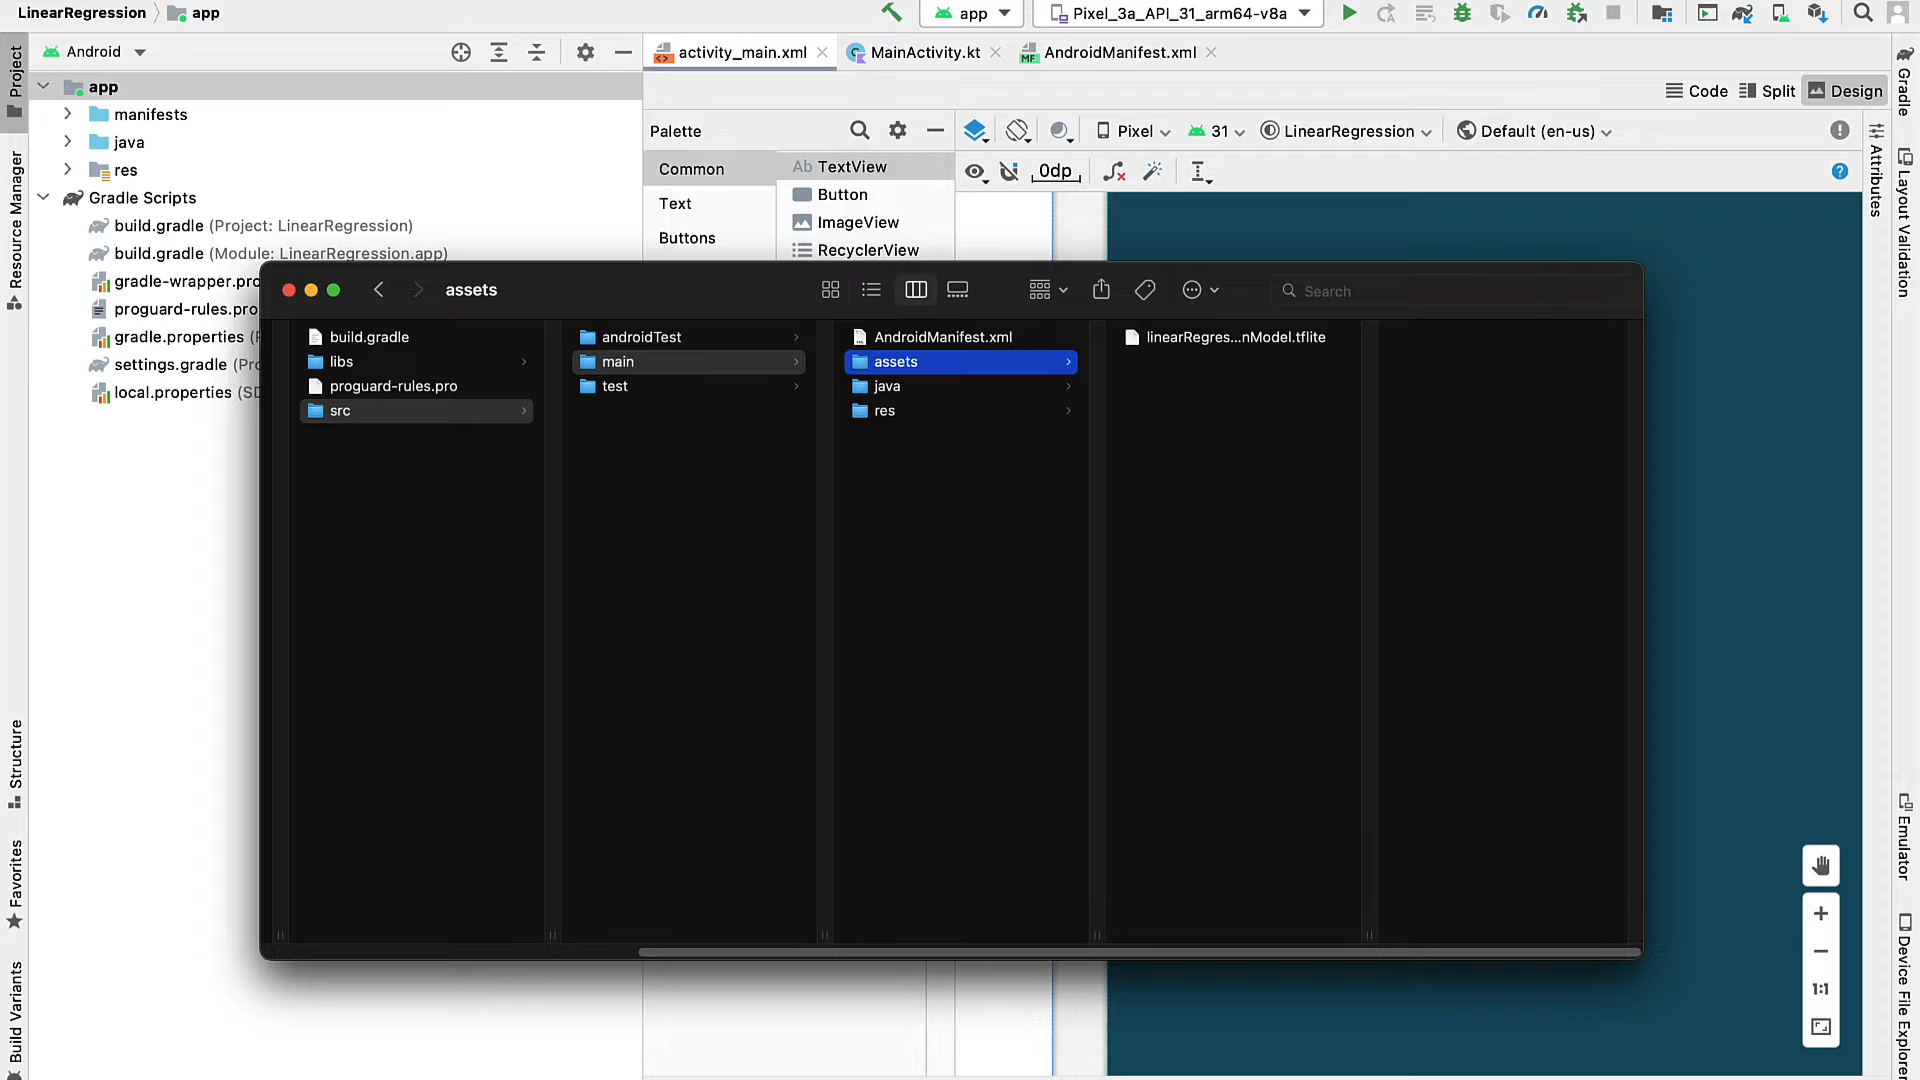 LinearRegression app
app Pixel_3a_API_31_arm64-v8a
Android
activity_main.xml MainActivity.kt AndroidManifest.xml
Code Split Design
app
manifests
java
res
Gradle Scripts
build.gradle (Project: LinearRegression)
build.gradle (Module: LinearRegression.app)
gradle-wrapper.pro
proguard-rules.pro
gradle.properties
settings.gradle
local.properties
Palette
Common
Text
Buttons
Ab TextView
Button
ImageView
RecyclerView
Pixel 31 LinearRegression Default (en-us)
0dp
assets
Search
build.gradle
libs
proguard-rules.pro
src
androidTest
main
test
AndroidManifest.xml
assets
java
res
linearRegres...nModel.tflite
1:1
Project
Resource Manager
Structure
Favorites
Build Variants
Gradle
Attributes
Layout Validation
Emulator
Device File Explorer